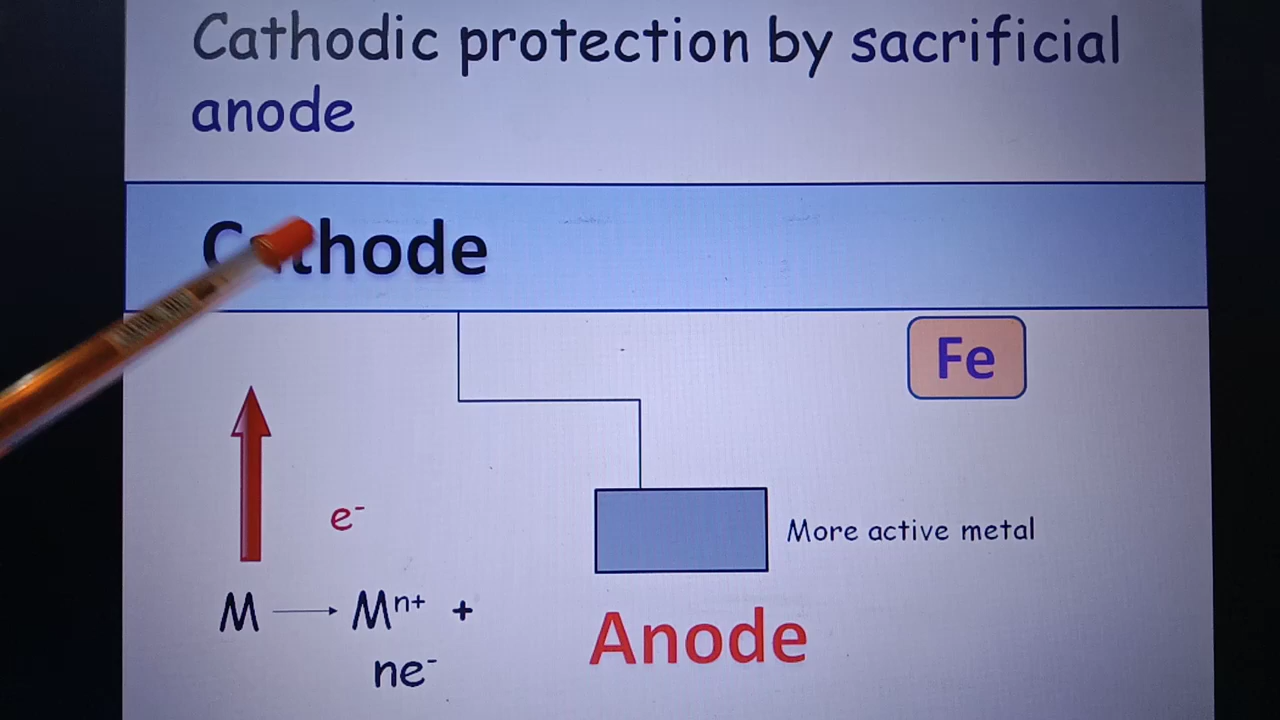 Cathodic protection by sacrificial
anode
Cathode
Fe
e⁻
More active metal
M ⟶ Mⁿ⁺ +
ne⁻
Anode